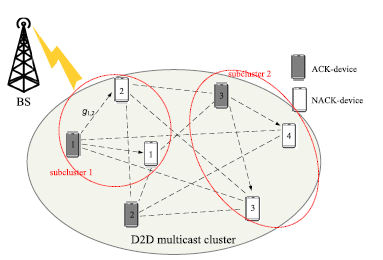 subcluster 2
ACK-device
NACK-device
BS
2
3
g1,2
4
1
1
subcluster 1
2
3
D2D multicast cluster